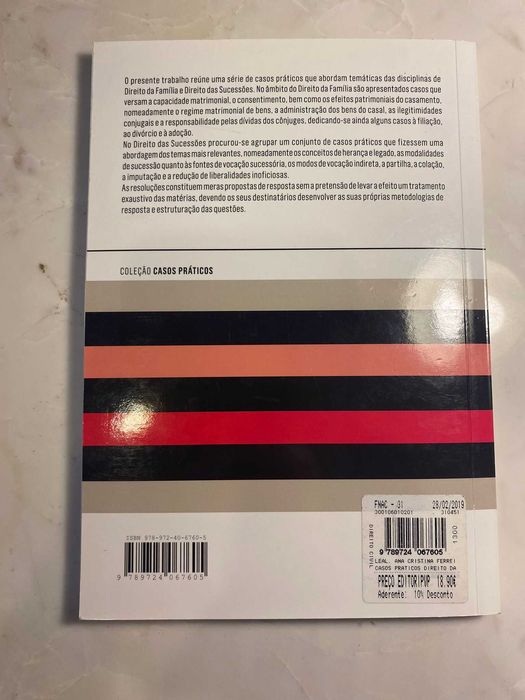 O presente trabalho reúne uma série de casos práticos que abordam temáticas das disciplinas de
Direito da Família e Direito das Sucessões. No âmbito do Direito da Família são apresentados casos que
versam a capacidade matrimonial, o consentimento, bem como os efeitos patrimoniais do casamento,
nomeadamente o regime matrimonial de bens, a administração dos bens do casal, as ilegitimidades
conjugais e a responsabilidade pelas dívidas dos cônjuges, dedicando-se ainda alguns casos à filiação,
ao divórcio e à adoção.
No Direito das Sucessões procurou-se agrupar um conjunto de casos práticos que fizessem uma
abordagem dos temas mais relevantes, nomeadamente os conceitos de herança e legado, as modalidades
de sucessão quanto às fontes de vocação sucessória, os modos de vocação indireta, a partilha, a colação,
a imputação e a redução de liberalidades inoficiosas.
As resoluções constituem meras propostas de resposta sem a pretensão de levar a efeito um tratamento
exaustivo das matérias, devendo os seus destinatários desenvolver as suas próprias metodologias de
resposta e estruturação das questões.
COLEÇÃO CASOS PRÁTICOS
ISBN 978-972-40-6760-5
9 789724 067605
FNAC - 31 28/02/2019
300106010201 310451
DIREITO CIVIL
1300
9 789724 067605
LEAL, ANA CRISTINA FERREI
CASOS PRATICOS DIREITO DA
PREÇO EDITOR|PVP 18.90€
Aderente: 10% Desconto